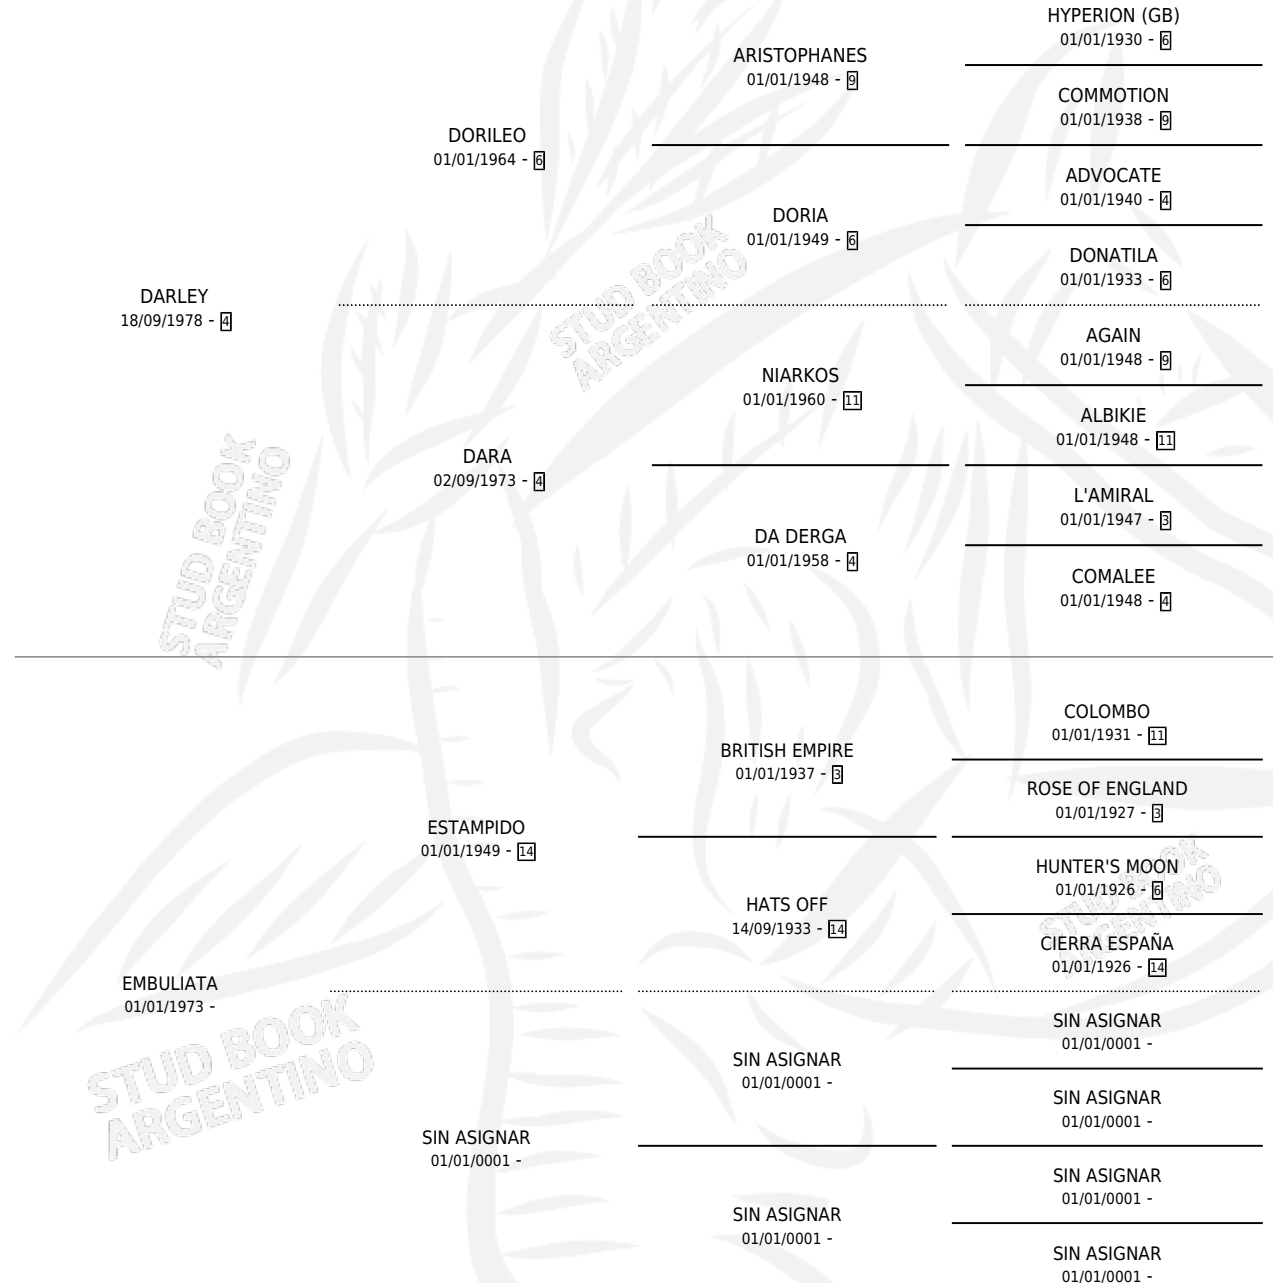 HYPERION (GB)
01/01/1930 - 6
ARISTOPHANES
01/01/1948 - 9
COMMOTION
01/01/1938 - 9
DORILEO
01/01/1964 - 6
ADVOCATE
01/01/1940 - 4
DORIA
01/01/1949 - 6
DONATILA
01/01/1933 - 6
DARLEY
18/09/1978 - 4
AGAIN
01/01/1948 - 9
NIARKOS
01/01/1960 - 11
ALBIKIE
01/01/1948 - 11
DARA
02/09/1973 - 4
L'AMIRAL
01/01/1947 - 3
DA DERGA
01/01/1958 - 4
COMALEE
01/01/1948 - 4
COLOMBO
01/01/1931 - 11
BRITISH EMPIRE
01/01/1937 - 3
ROSE OF ENGLAND
01/01/1927 - 3
ESTAMPIDO
01/01/1949 - 14
HUNTER'S MOON
01/01/1926 - 6
HATS OFF
14/09/1933 - 14
CIERRA ESPAÑA
01/01/1926 - 14
EMBULIATA
01/01/1973 -
SIN ASIGNAR
01/01/0001 -
SIN ASIGNAR
01/01/0001 -
SIN ASIGNAR
01/01/0001 -
SIN ASIGNAR
01/01/0001 -
SIN ASIGNAR
01/01/0001 -
SIN ASIGNAR
01/01/0001 -
SIN ASIGNAR
01/01/0001 -
STUD BOOK
ARGENTINO
STUD BOOK
ARGENTINO
STUD BOOK
ARGENTINO
STUD BOOK
ARGENTINO